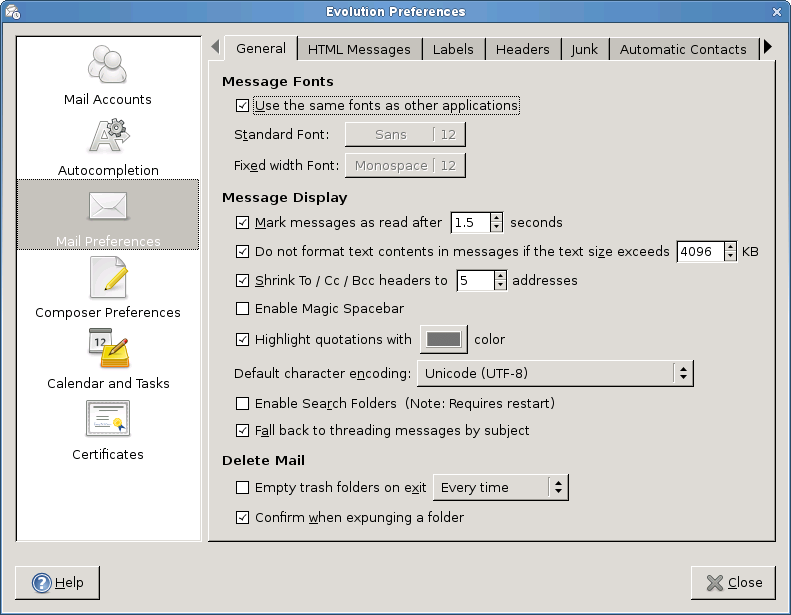 Evolution Preferences
Mail Accounts
Autocompletion
Mail Preferences
Composer Preferences
12
Calendar and Tasks
Certificates
General HTML Messages Labels Headers Junk Automatic Contacts
Message Fonts
Use the same fonts as other applications
Standard Font: Sans 12
Fixed width Font: Monospace 12
Message Display
Mark messages as read after 1.5 seconds
Do not format text contents in messages if the text size exceeds 4096 KB
Shrink To / Cc / Bcc headers to 5 addresses
Enable Magic Spacebar
Highlight quotations with color
Default character encoding: Unicode (UTF-8)
Enable Search Folders (Note: Requires restart)
Fall back to threading messages by subject
Delete Mail
Empty trash folders on exit Every time
Confirm when expunging a folder
Help Close